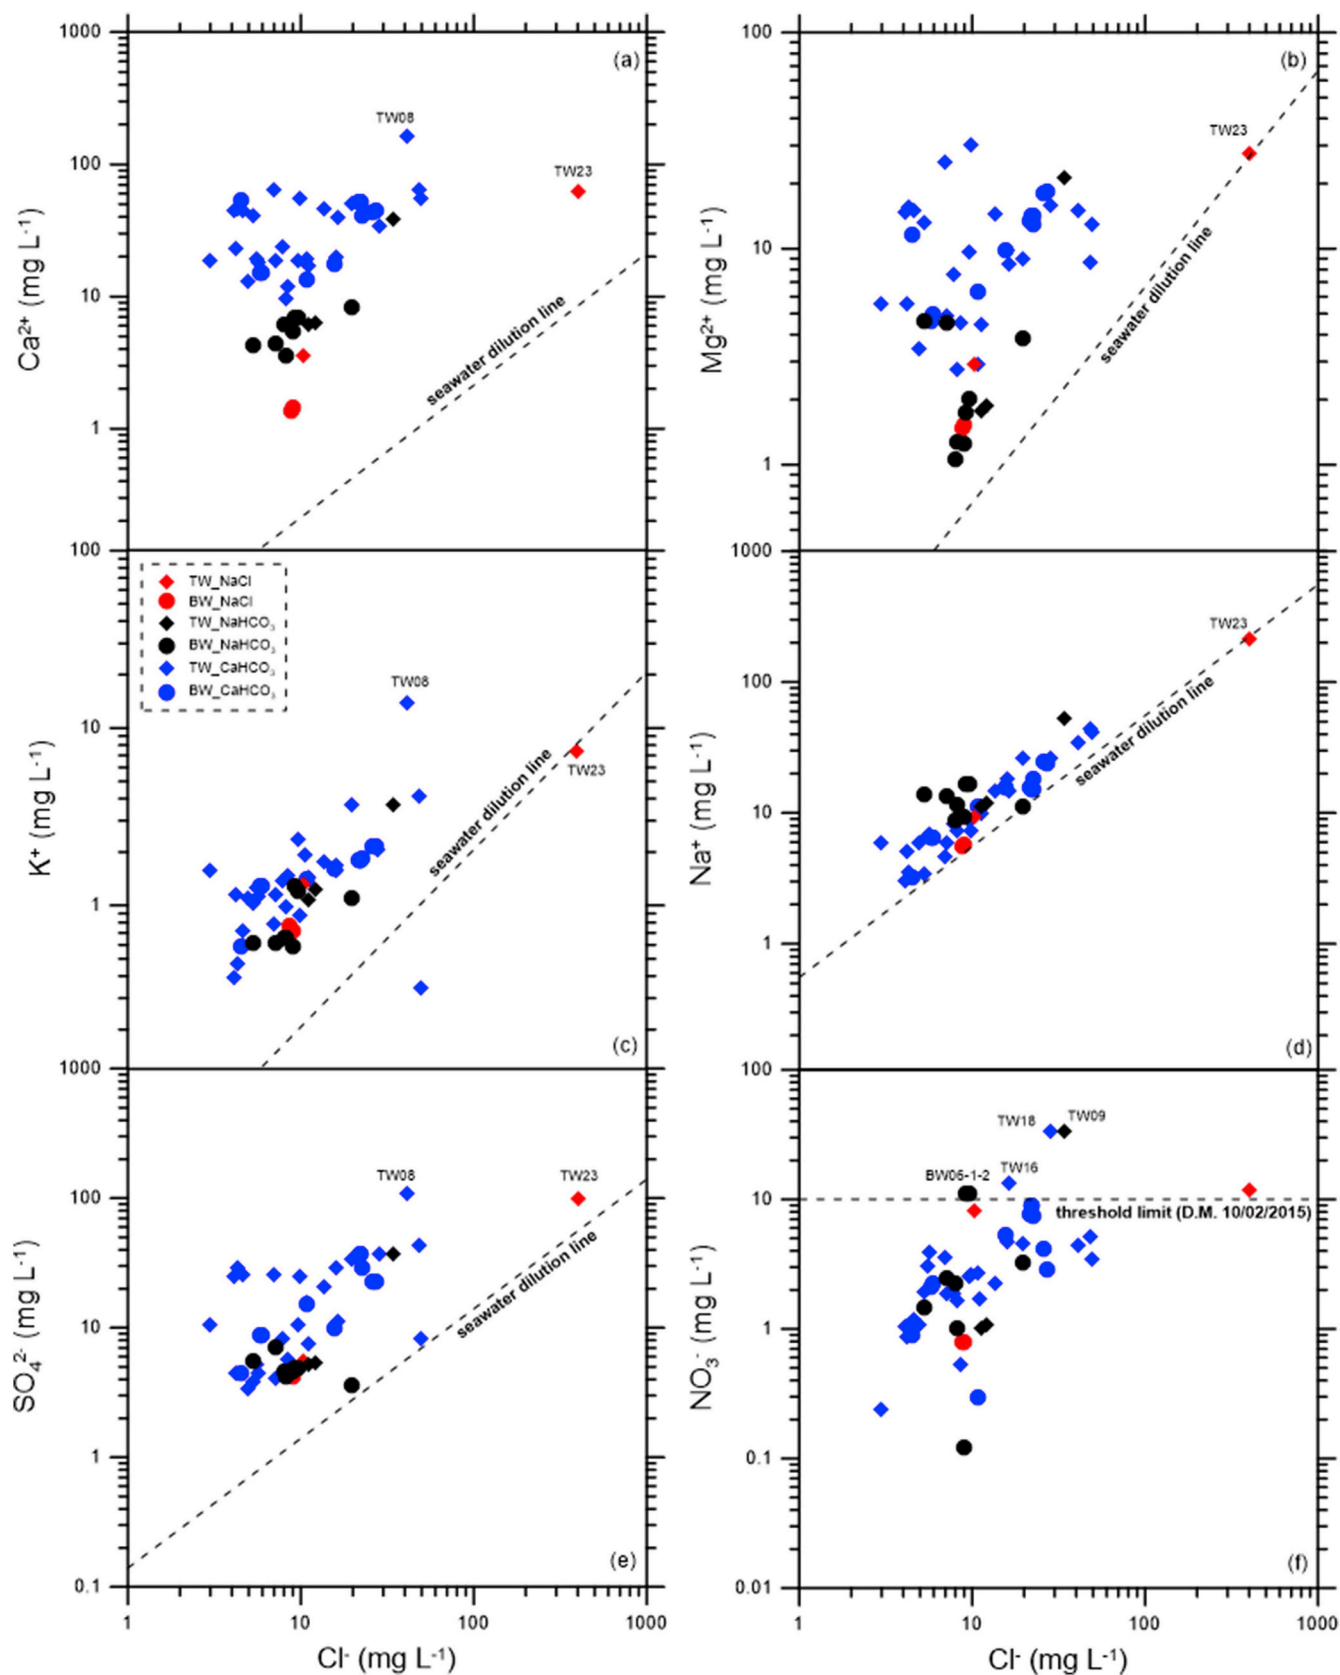 1000
100
10
1
Ca²⁺ (mg L⁻¹)
(a)
TW08
TW23
seawater dilution line
100
10
1
Mg²⁺ (mg L⁻¹)
(b)
TW23
seawater dilution line
100
10
1
K⁺ (mg L⁻¹)
TW_NaCl
BW_NaCl
TW_NaHCO₃
BW_NaHCO₃
TW_CaHCO₃
BW_CaHCO₃
TW08
TW23
seawater dilution line
(c)
1000
100
10
1
Na⁺ (mg L⁻¹)
TW23
seawater dilution line
(d)
1000
100
10
1
0.1
SO₄²⁻ (mg L⁻¹)
TW08
TW23
seawater dilution line
(e)
1
10
100
1000
Cl⁻ (mg L⁻¹)
100
10
1
0.1
0.01
NO₃⁻ (mg L⁻¹)
TW18
TW09
BW06-1-2
TW16
threshold limit (D.M. 10/02/2015)
(f)
1
10
100
1000
Cl⁻ (mg L⁻¹)